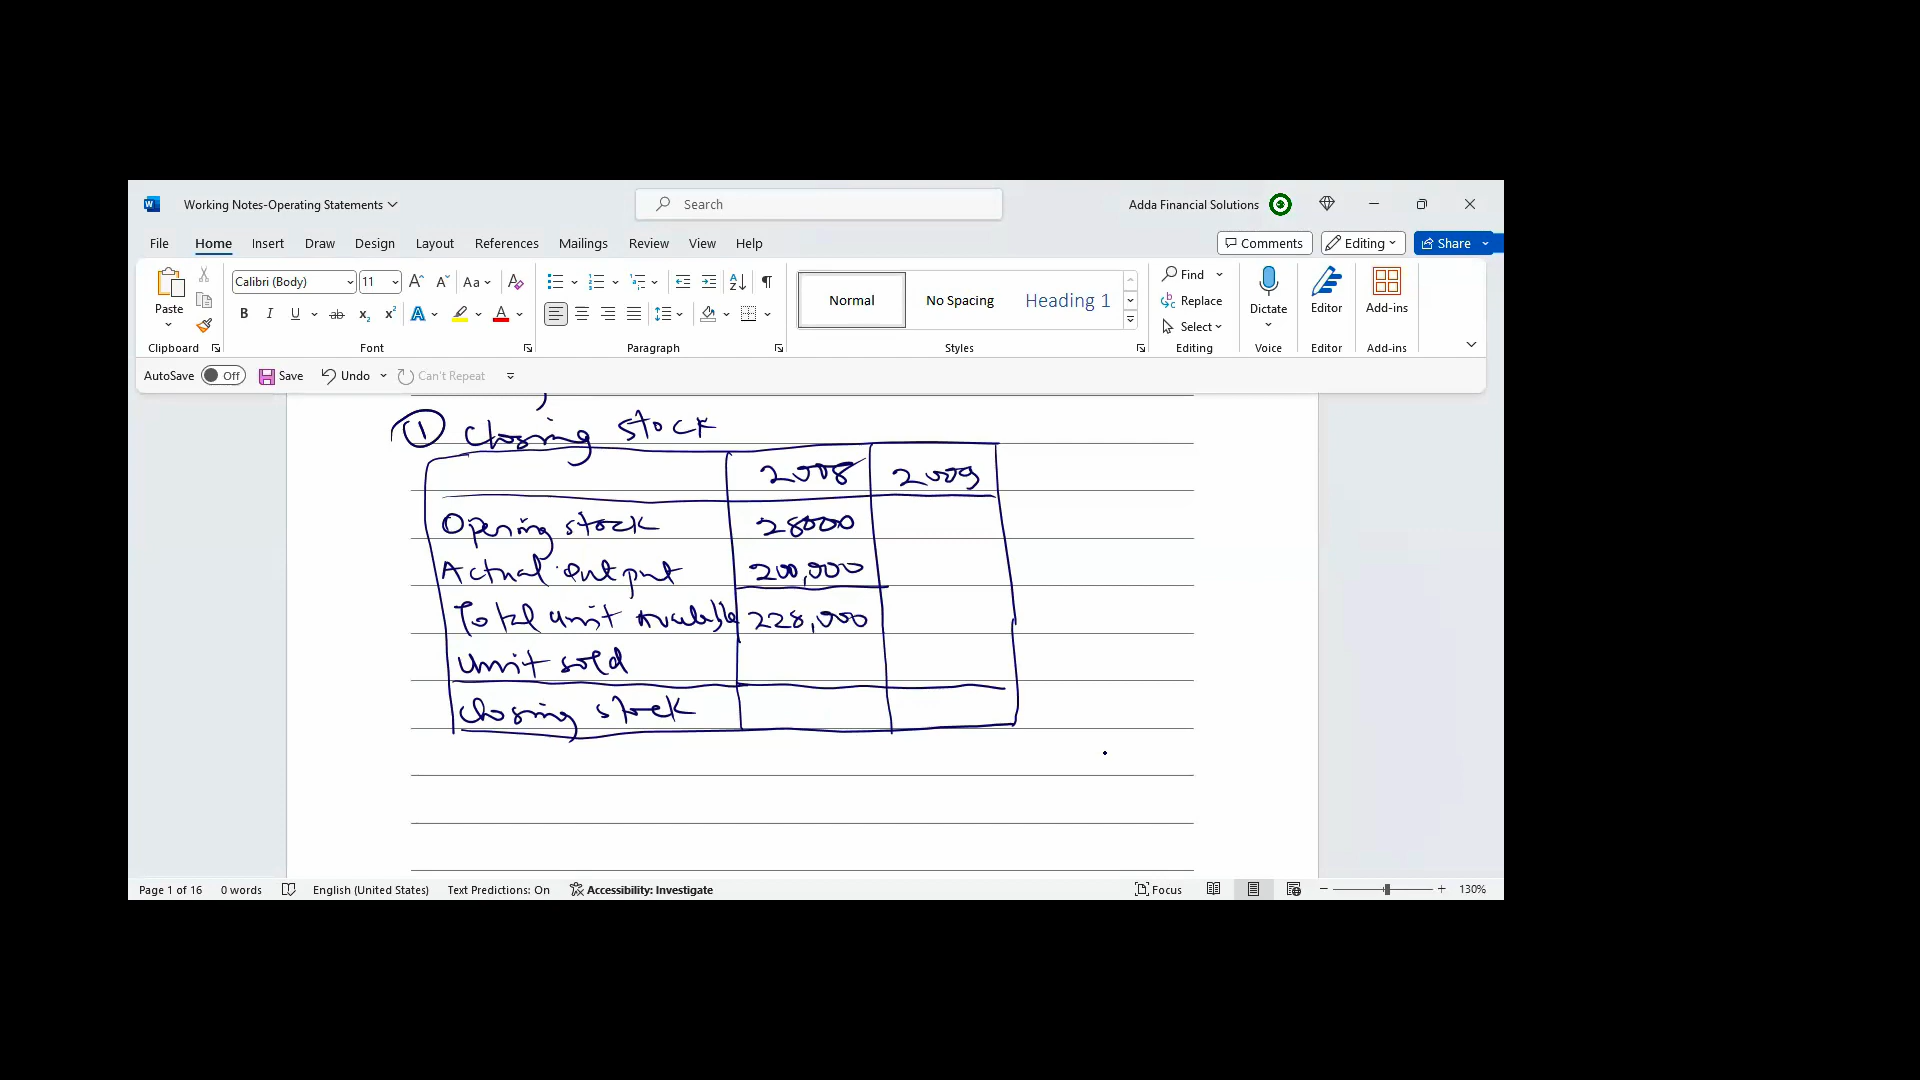 Working Notes-Operating Statements
Search
Adda Financial Solutions
File Home Insert Draw Design Layout References Mailings Review View Help
Comments Editing Share
Paste
Calibri (Body) 11 Aa
B I U ab x₂ x² A A
Normal No Spacing Heading 1
Find
Replace
Select
Dictate Editor Add-ins
Clipboard Font Paragraph Styles Editing Voice Editor Add-ins
AutoSave Off Save Undo Can't Repeat
① Closing stock
2008 2009
Opening stock 28000
Actual output 200,000
Total unit available 228,000
Unit sold
closing stock
Page 1 of 16 0 words English (United States) Text Predictions: On Accessibility: Investigate Focus 130%